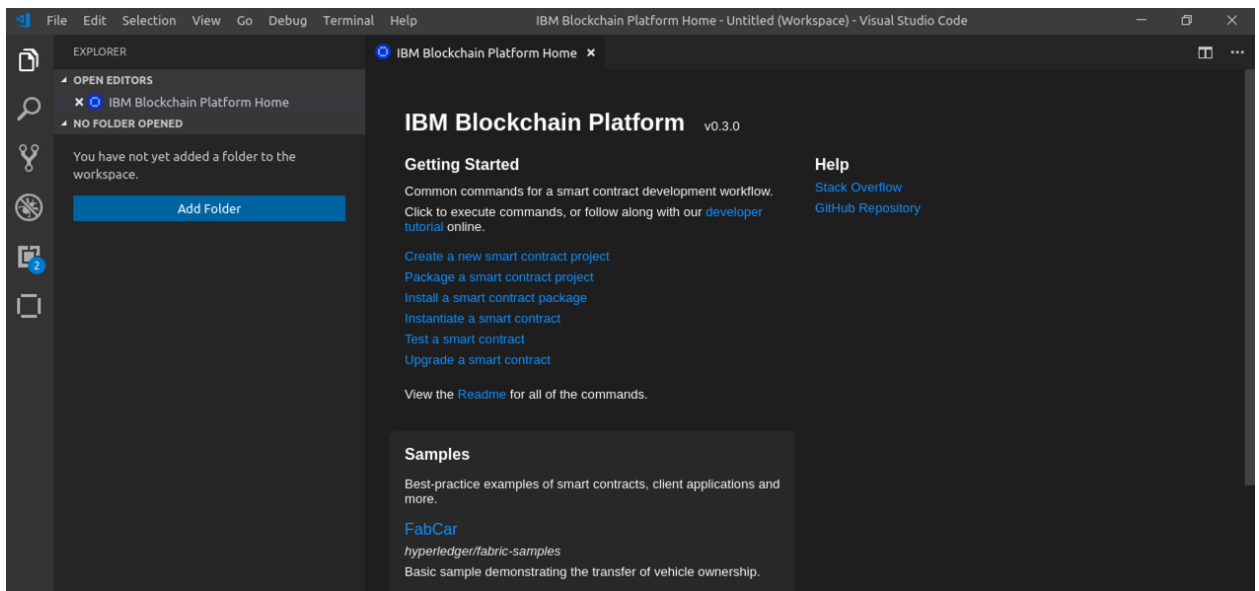 File Edit Selection View Go Debug Terminal Help IBM Blockchain Platform Home - Untitled (Workspace) - Visual Studio Code
EXPLORER
OPEN EDITORS
IBM Blockchain Platform Home
NO FOLDER OPENED
You have not yet added a folder to the
workspace.
Add Folder
2
IBM Blockchain Platform Home
IBM Blockchain Platform v0.3.0
Getting Started
Common commands for a smart contract development workflow.
Click to execute commands, or follow along with our developer
tutorial online.
Create a new smart contract project
Package a smart contract project
Install a smart contract package
Instantiate a smart contract
Test a smart contract
Upgrade a smart contract
View the Readme for all of the commands.
Help
Stack Overflow
GitHub Repository
Samples
Best-practice examples of smart contracts, client applications and
more.
FabCar
hyperledger/fabric-samples
Basic sample demonstrating the transfer of vehicle ownership.